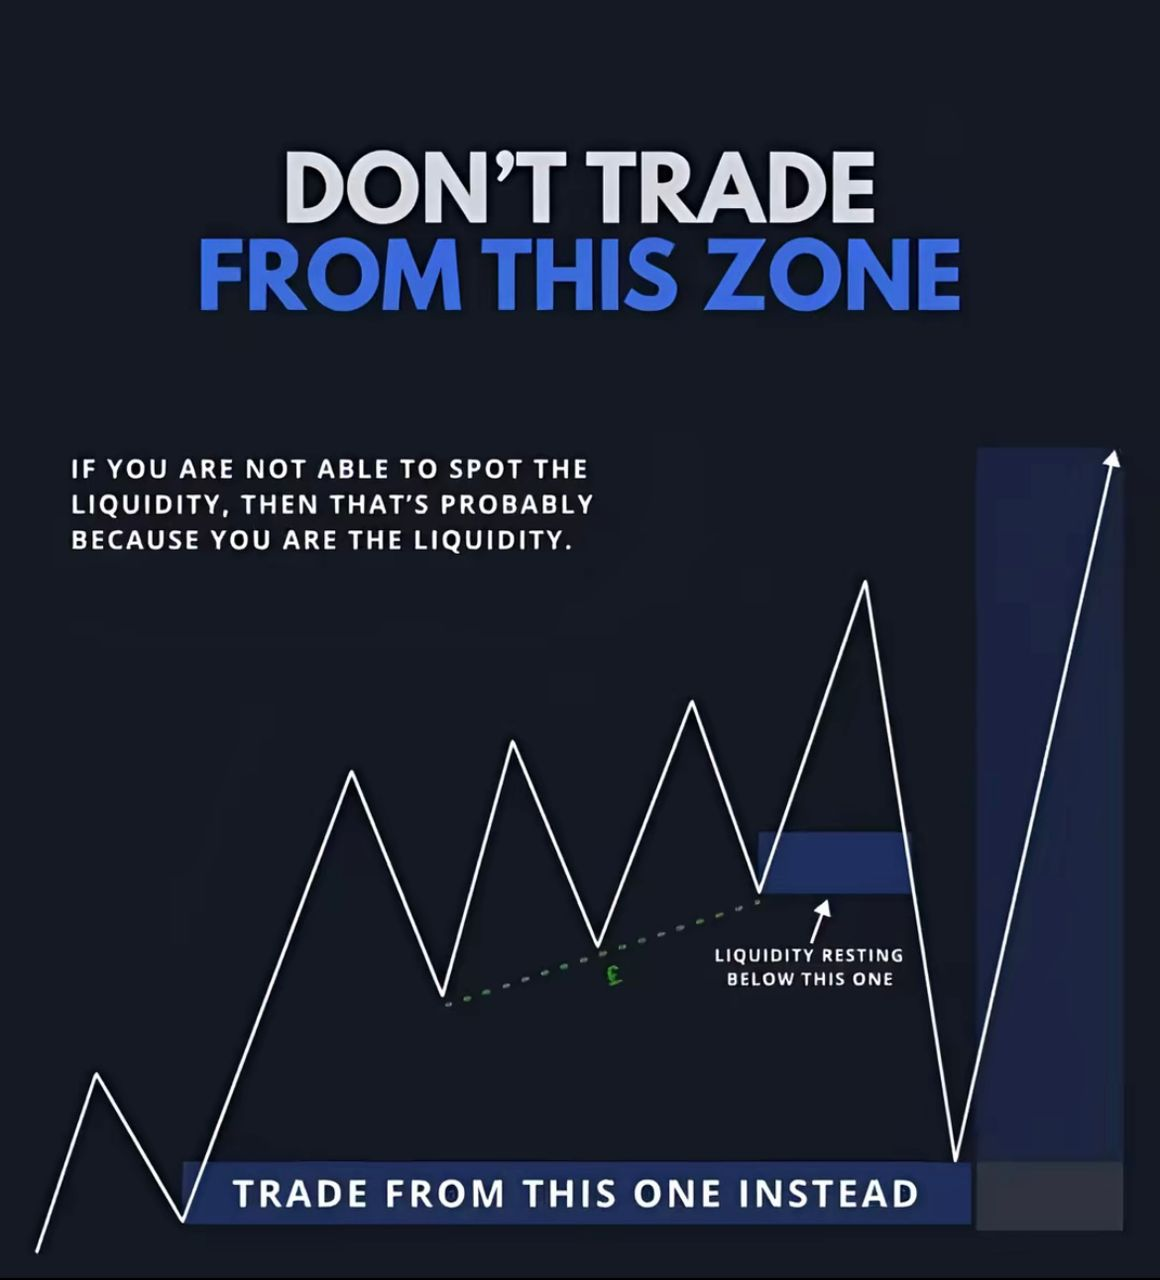 DON’T TRADE
FROM THIS ZONE
IF YOU ARE NOT ABLE TO SPOT THE
LIQUIDITY, THEN THAT’S PROBABLY
BECAUSE YOU ARE THE LIQUIDITY.
£
LIQUIDITY RESTING
BELOW THIS ONE
TRADE FROM THIS ONE INSTEAD